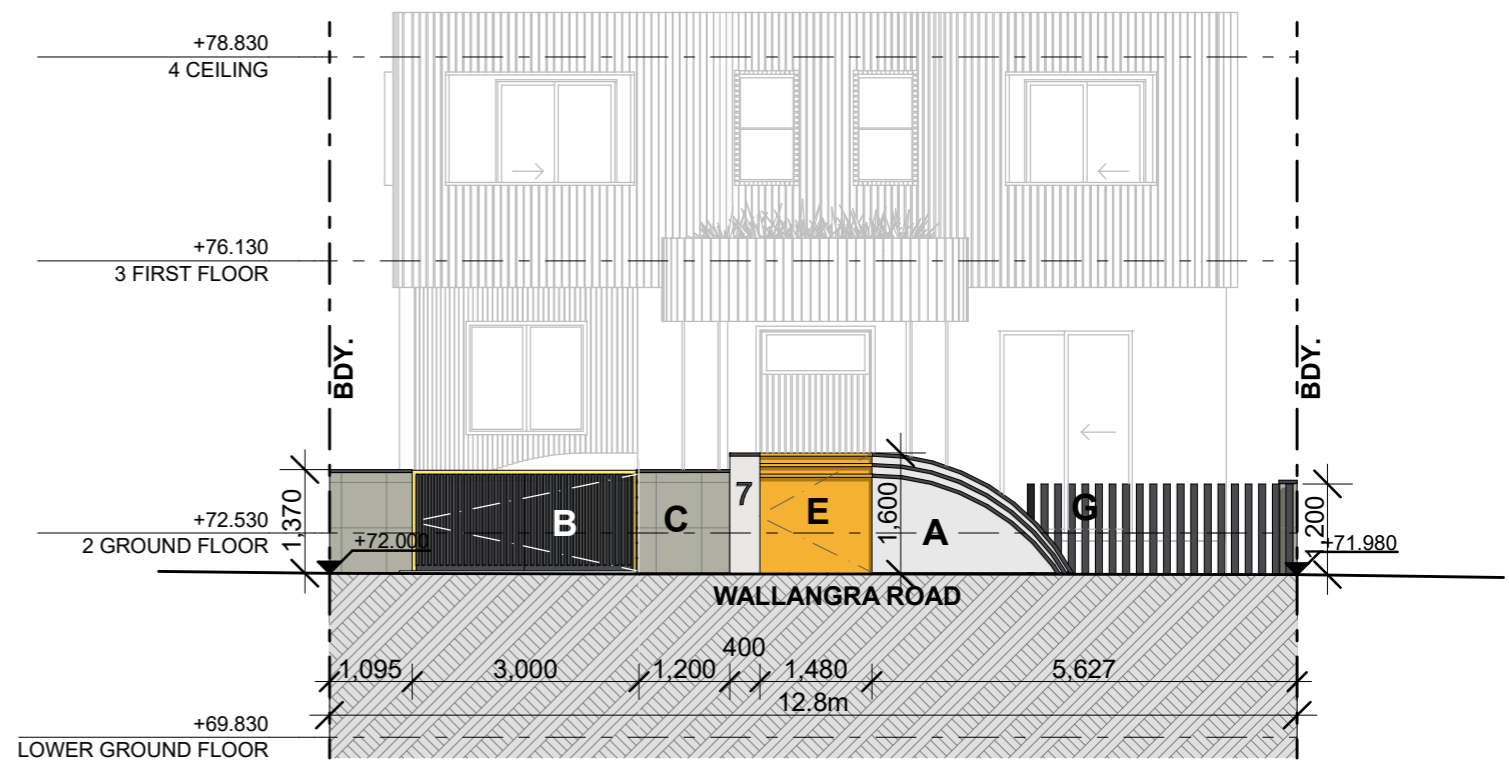 +78.830
4 CEILING
+76.130
3 FIRST FLOOR
BDY.
BDY.
1,370
+72.530
2 GROUND FLOOR
+72.000
B
C
7
E
1,600
A
G
1,200
+71.980
WALLANGRA ROAD
400
1,095
3,000
1,200
1,480
5,627
12.8m
+69.830
LOWER GROUND FLOOR